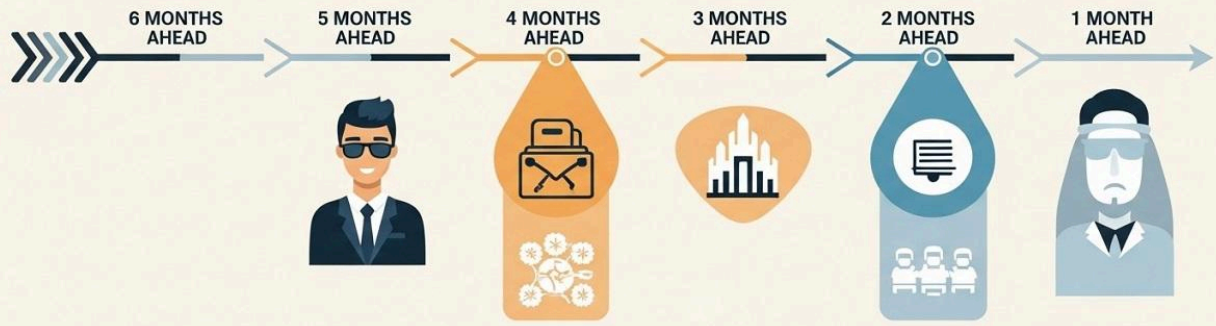 6 MONTHS
AHEAD
5 MONTHS
AHEAD
4 MONTHS
AHEAD
3 MONTHS
AHEAD
2 MONTHS
AHEAD
1 MONTH
AHEAD